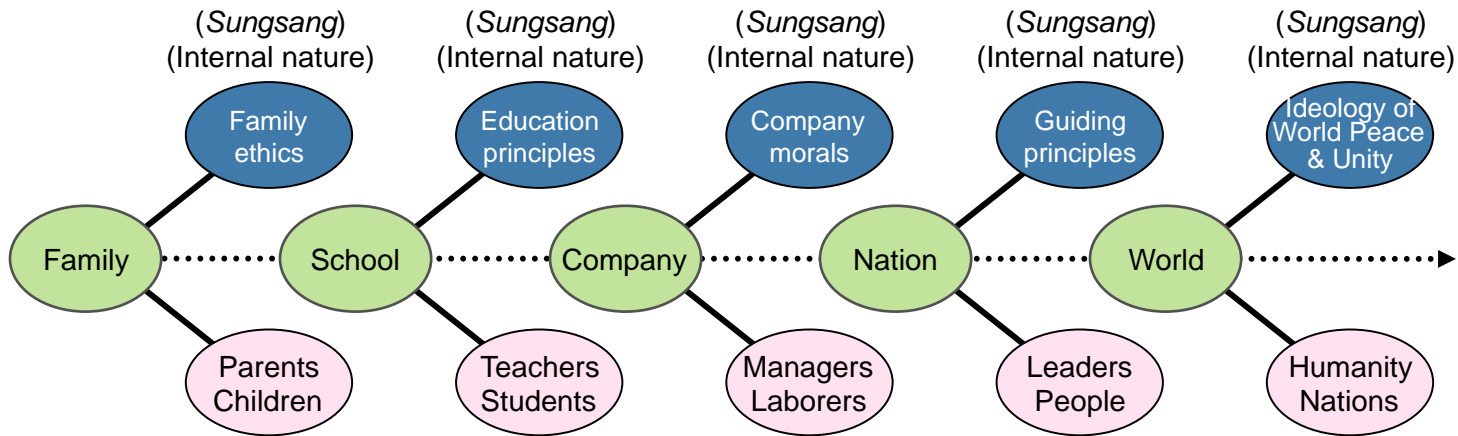 (Sungsang) (Sungsang) (Sungsang) (Sungsang) (Sungsang)
(Internal nature) (Internal nature) (Internal nature) (Internal nature) (Internal nature)
Family ethics
Education principles
Company morals
Guiding principles
Ideology of World Peace & Unity
Family School Company Nation World
Parents Teachers Managers Leaders Humanity
Children Students Laborers People Nations